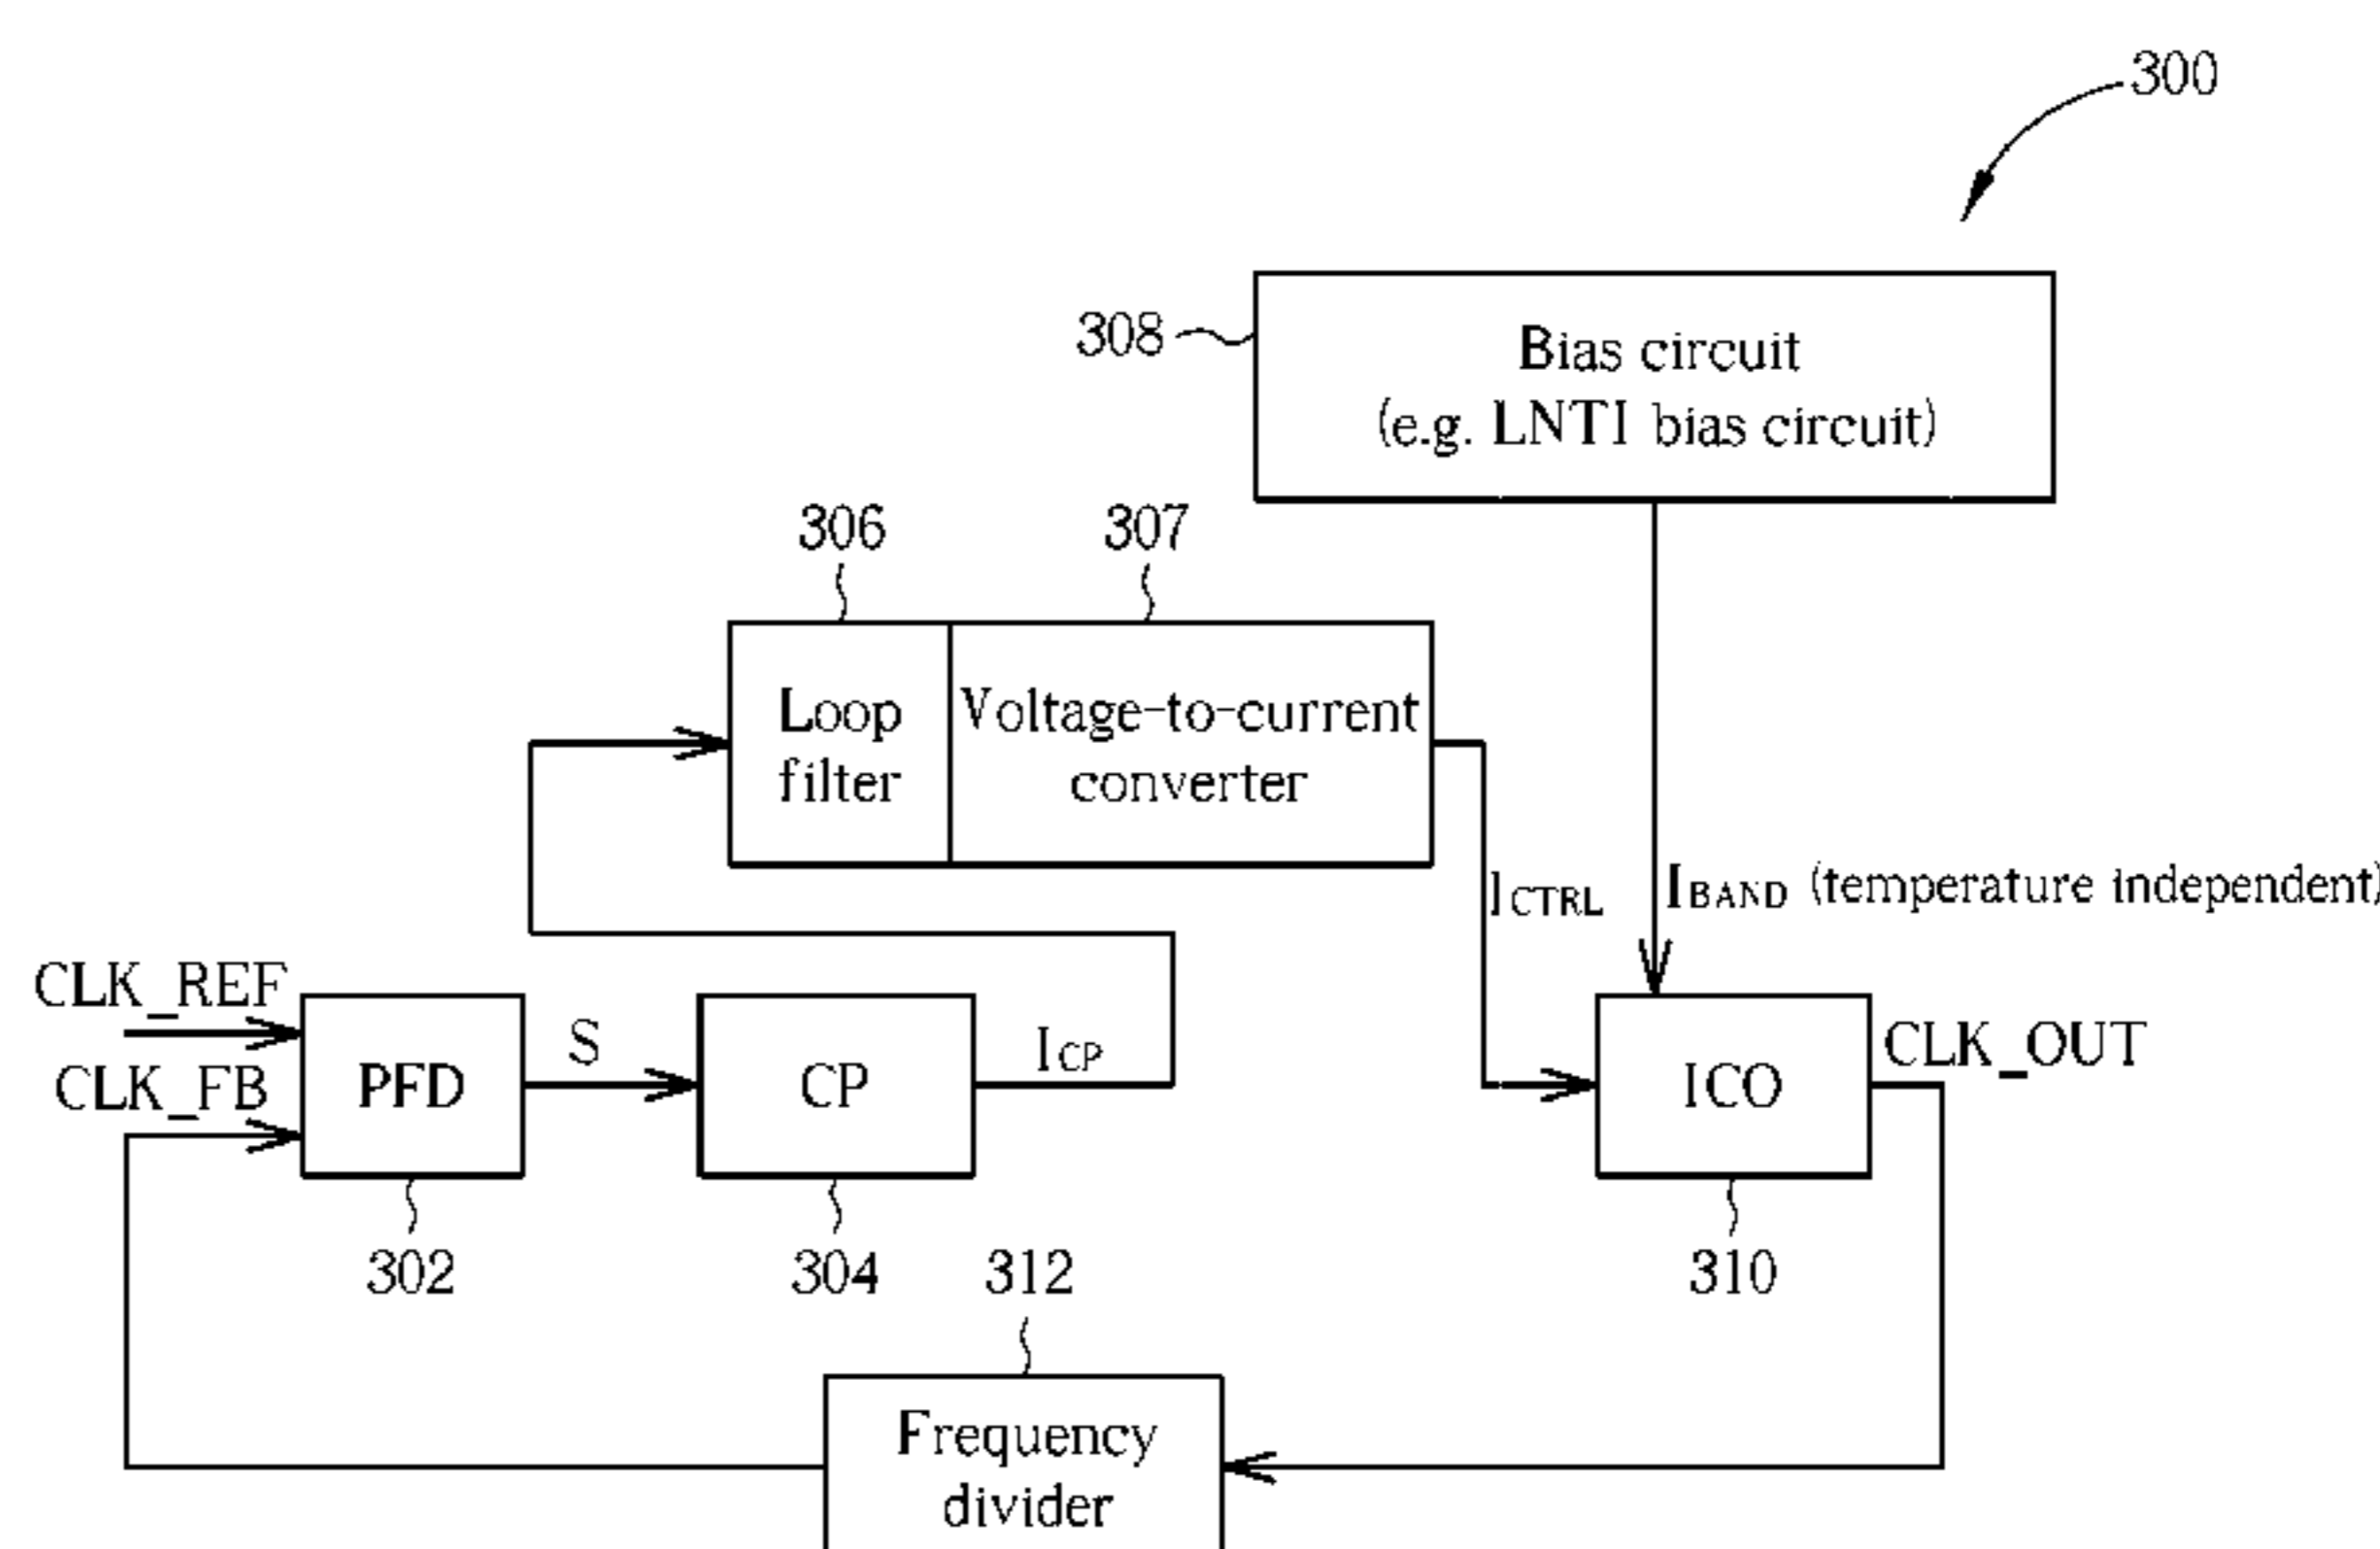 300
308
Bias circuit
(e.g. LNTI bias circuit)
306
307
Loop
filter
Voltage-to-current
converter
ICTRL
IBAND (temperature independent)
CLK_REF
CLK_FB
PFD
S
CP
ICP
ICO
CLK_OUT
302
304
312
310
Frequency
divider